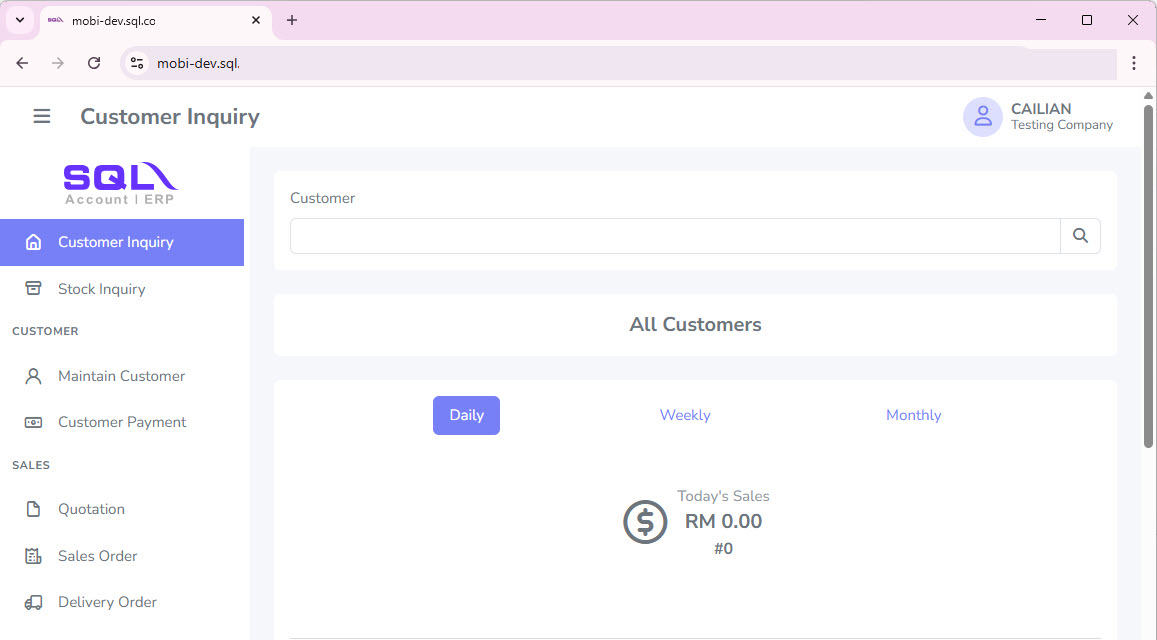 SQL mobi-dev.sql.co
mobi-dev.sql.
Customer Inquiry
CAILIAN
Testing Company
SQL
Account | ERP
Customer Inquiry
Stock Inquiry
CUSTOMER
Maintain Customer
Customer Payment
SALES
Quotation
Sales Order
Delivery Order
Customer
All Customers
Daily Weekly Monthly
Today's Sales
RM 0.00
#0